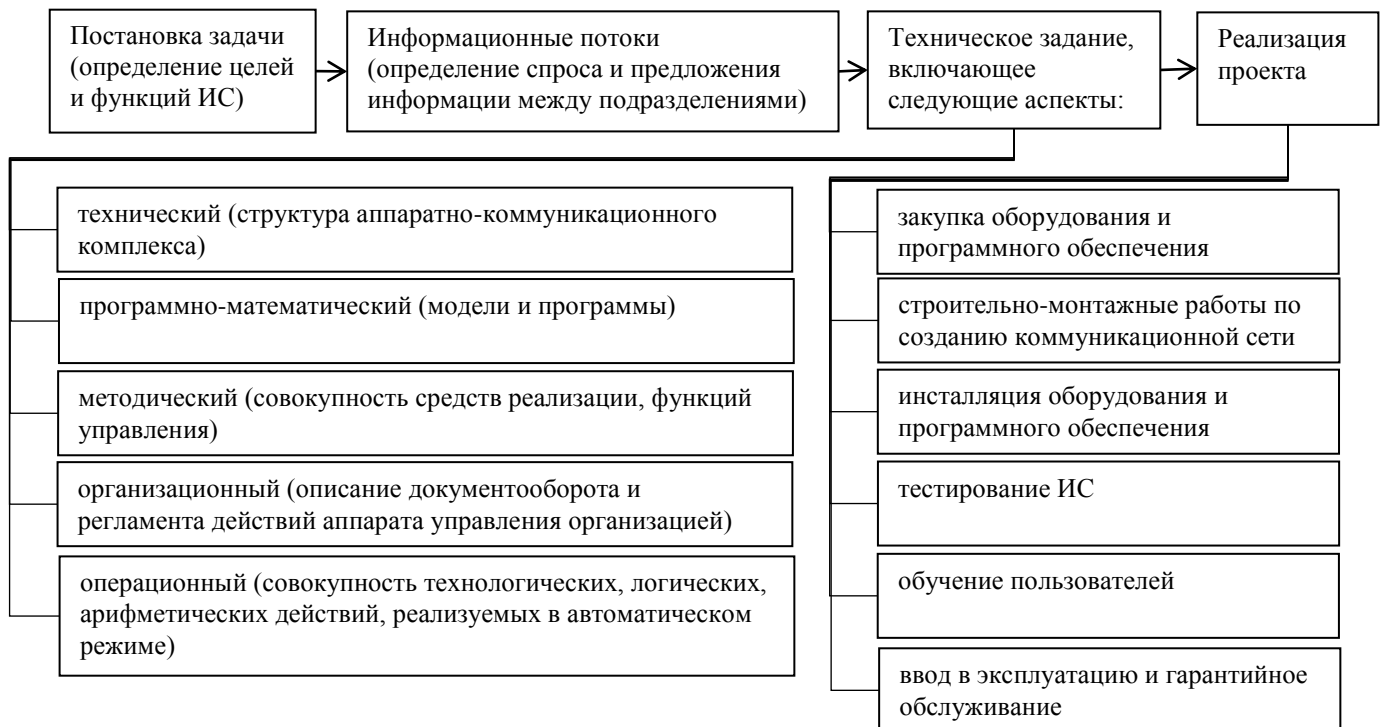 Постановка задачи
(определение целей
и функций ИС)
Информационные потоки
(определение спроса и предложения
информации между подразделениями)
Техническое задание,
включающее
следующие аспекты:
Реализация
проекта
технический (структура аппаратно-коммуникационного
комплекса)
программно-математический (модели и программы)
методический (совокупность средств реализации, функций
управления)
организационный (описание документооборота и
регламента действий аппарата управления организацией)
операционный (совокупность технологических, логических,
арифметических действий, реализуемых в автоматическом
режиме)
закупка оборудования и
программного обеспечения
строительно-монтажные работы по
созданию коммуникационной сети
инсталляция оборудования и
программного обеспечения
тестирование ИС
обучение пользователей
ввод в эксплуатацию и гарантийное
обслуживание